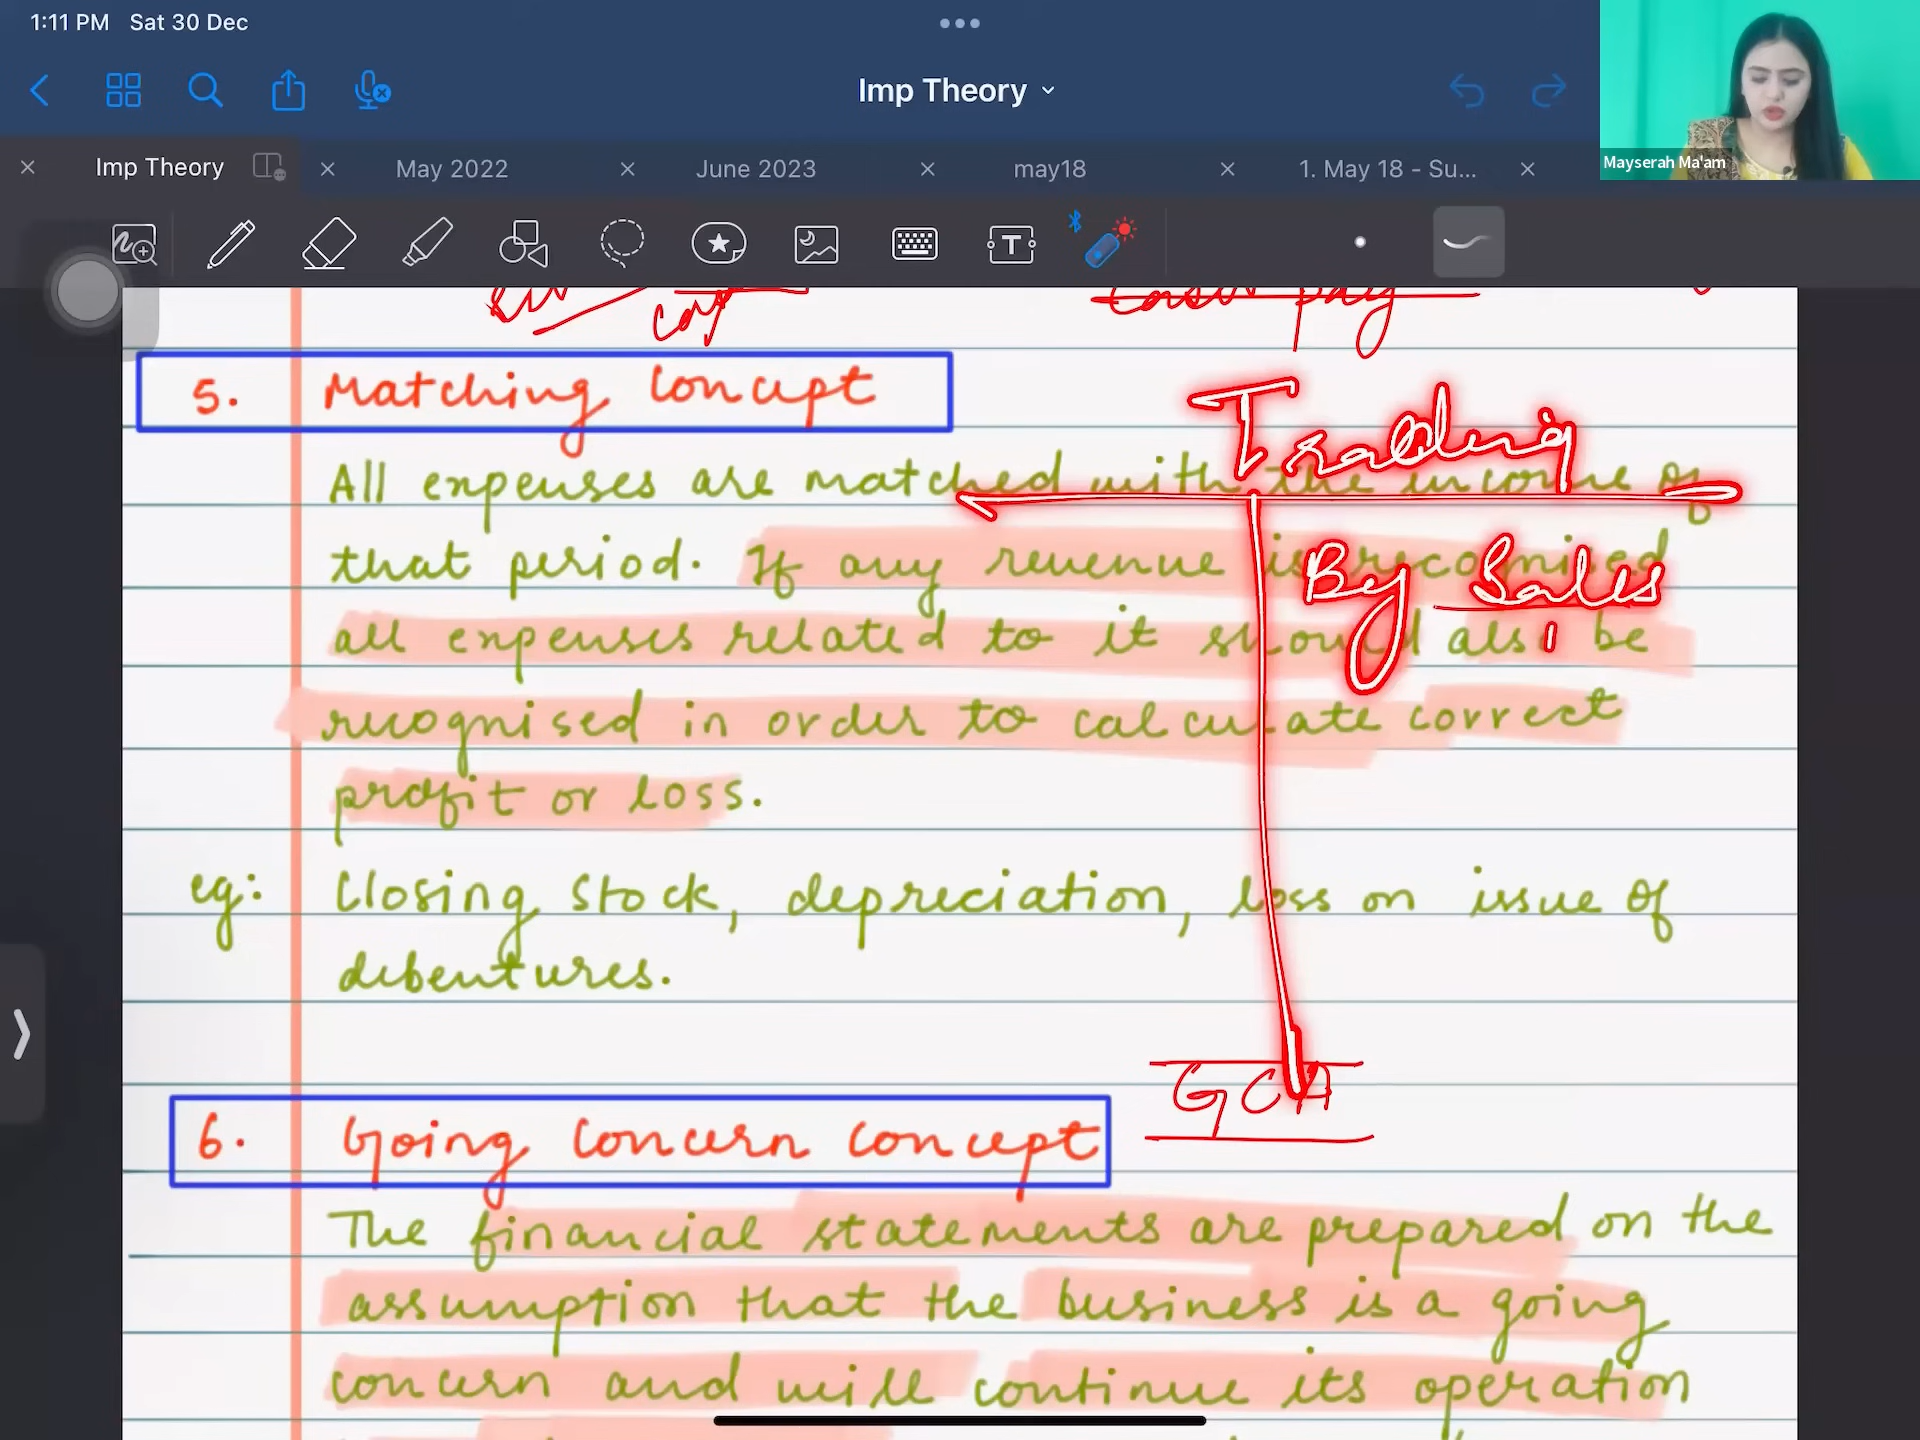 1:11 PM Sat 30 Dec
Imp Theory
Mayserah Ma'am
Imp Theory
May 2022
June 2023
may18
1. May 18 - Su...
T
cash pay
5. Matching Concept
Trading
All expenses are matched with the income of
By Sales
that period. If any revenue is recognised
all expenses related to it should also be
recognised in order to calculate correct
profit or loss.
eg: Closing Stock, depreciation, loss on issue of
debentures.
GCA
6. Going Concern Concept
The financial statements are prepared on the
assumption that the business is a going
concern and will continue its operation